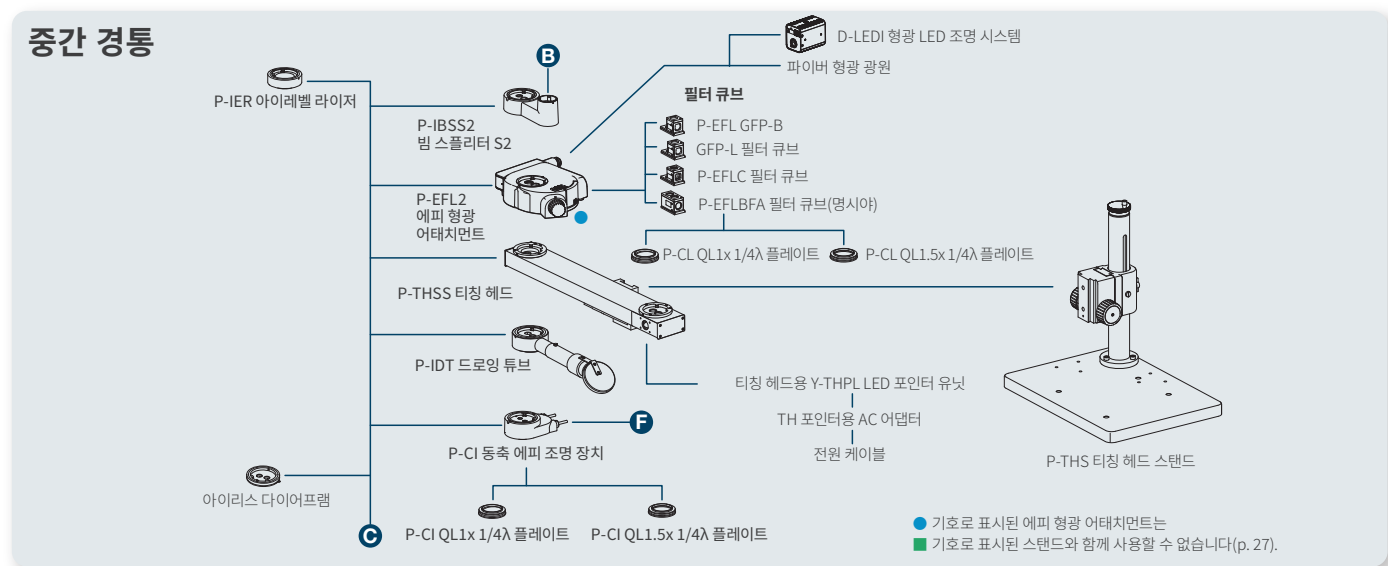 중간 경통
D-LEDI 형광 LED 조명 시스템
파이버 형광 광원
B
P-IER 아이레벨 라이저
P-IBSS2
빔 스플리터 S2
필터 큐브
P-EFL GFP-B
GFP-L 필터 큐브
P-EFLC 필터 큐브
P-EFLBFA 필터 큐브(명시야)
P-EFL2
에피 형광
어태치먼트
P-CL QL1x 1/4λ 플레이트
P-CL QL1.5x 1/4λ 플레이트
P-THSS 티칭 헤드
P-IDT 드로잉 튜브
티칭 헤드용 Y-THPL LED 포인터 유닛
TH 포인터용 AC 어댑터
전원 케이블
F
P-CI 동축 에피 조명 장치
P-THS 티칭 헤드 스탠드
아이리스 다이어프램
P-CI QL1x 1/4λ 플레이트
P-CI QL1.5x 1/4λ 플레이트
C
기호로 표시된 에피 형광 어태치먼트는
기호로 표시된 스탠드와 함께 사용할 수 없습니다(p. 27).